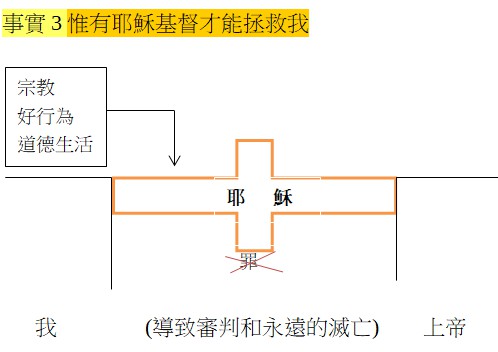 事實 3 惟有耶穌基督才能拯救我
宗教
好行為
道德生活
耶 穌
罪
我 (導致審判和永遠的滅亡) 上帝